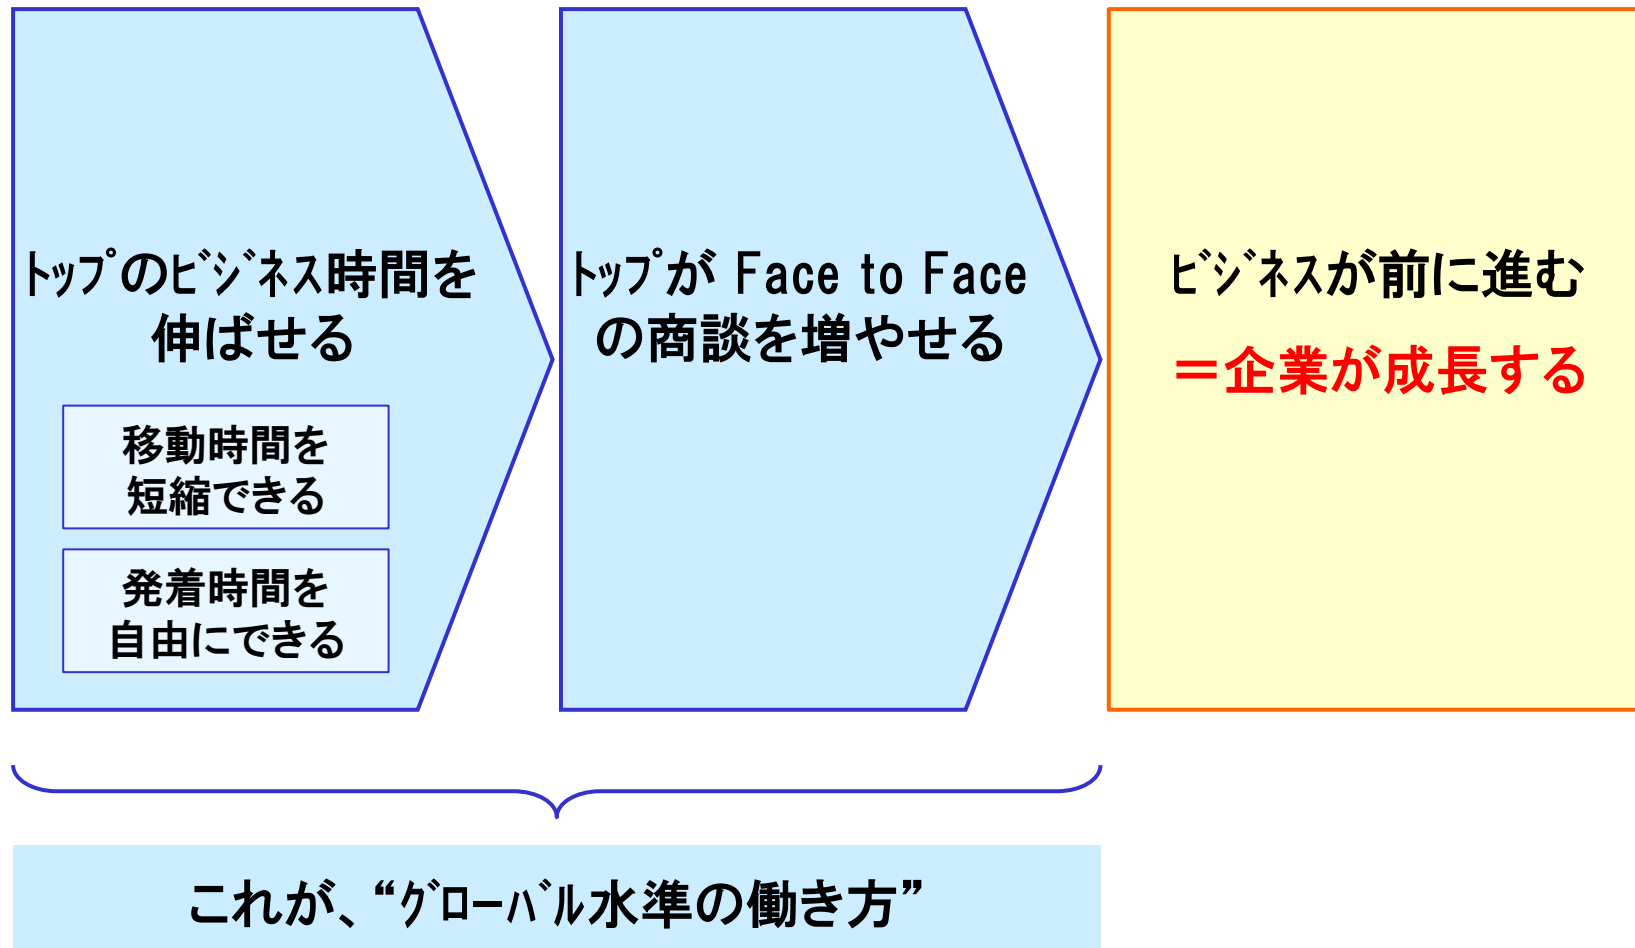 ﾄｯﾌﾟのﾋﾞｼﾞﾈｽ時間を
伸ばせる
移動時間を
短縮できる
発着時間を
自由にできる
ﾄｯﾌﾟが Face to Face
の商談を増やせる
ﾋﾞｼﾞﾈｽが前に進む
＝企業が成長する
これが、“ｸﾞﾛｰﾊﾞﾙ水準の働き方”